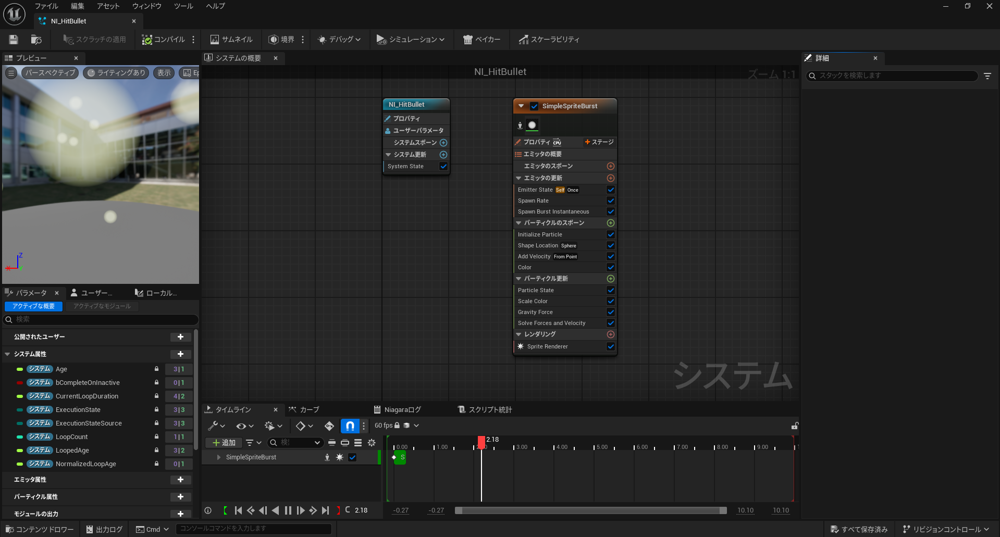 ファイル 編集 アセット ウィンドウ ツール ヘルプ
NI_HitBullet
スクラッチの適用 コンパイル サムネイル 境界 デバッグ シミュレーション ベイカー スケーラビリティ
プレビュー
パースペクティブ ライティングあり 表示
システムの概要
NI_HitBullet
ズーム 1:1
NI_HitBullet
プロパティ
ユーザーパラメータ
システムスポーン
システム更新
System State
SimpleSpriteBurst
プロパティ CPU ステージ
エミッタの概要
エミッタのスポーン
エミッタの更新
Emitter State Self Once
Spawn Rate
Spawn Burst Instantaneous
パーティクルのスポーン
Initialize Particle
Shape Location Sphere
Add Velocity From Point
Color
パーティクル更新
Particle State
Scale Color
Gravity Force
Solve Forces and Velocity
レンダリング
Sprite Renderer
システム
詳細
スタックを検索します
Z
X Y
パラメータ ユーザー... ローカル...
アクティブな概要 アクティブなモジュール
検索
公開されたユーザー
システム属性
システム Age 3|1
システム bCompleteOnInactive 0|1
システム CurrentLoopDuration 4|2
システム ExecutionState 3|3
システム ExecutionStateSource 3|3
システム LoopCount 1|1
システム LoopedAge 3|2
システム NormalizedLoopAge 0|1
エミッタ属性
パーティクル属性
モジュールの出力
タイムライン カーブ Niagaraログ スクリプト統計
60 fps
追加
2.18
0.00 1.00 3.00 4.00 5.00 6.00 7.00 8.00 9.00
SimpleSpriteBurst S
2.18 -0.27 -0.27 10.10 10.10
コンテンツ ドロワー 出力ログ Cmd コンソールコマンドを入力します すべて保存済み リビジョンコントロール